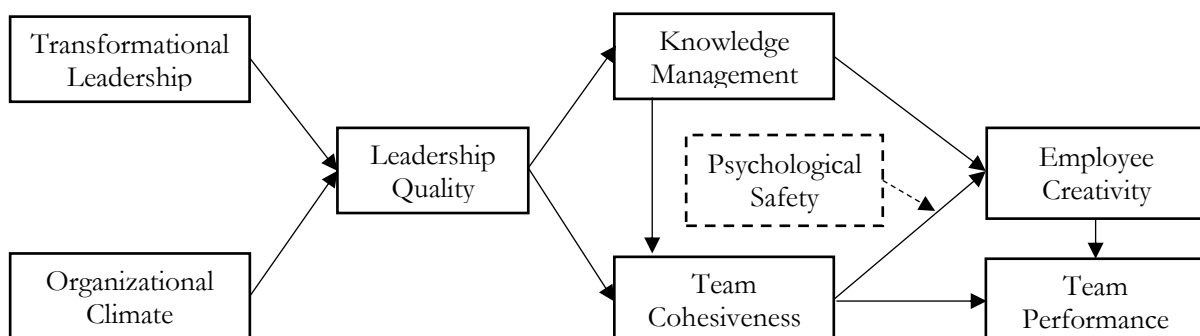 Transformational
Leadership
Knowledge
Management
Leadership
Quality
Psychological
Safety
Employee
Creativity
Organizational
Climate
Team
Cohesiveness
Team
Performance